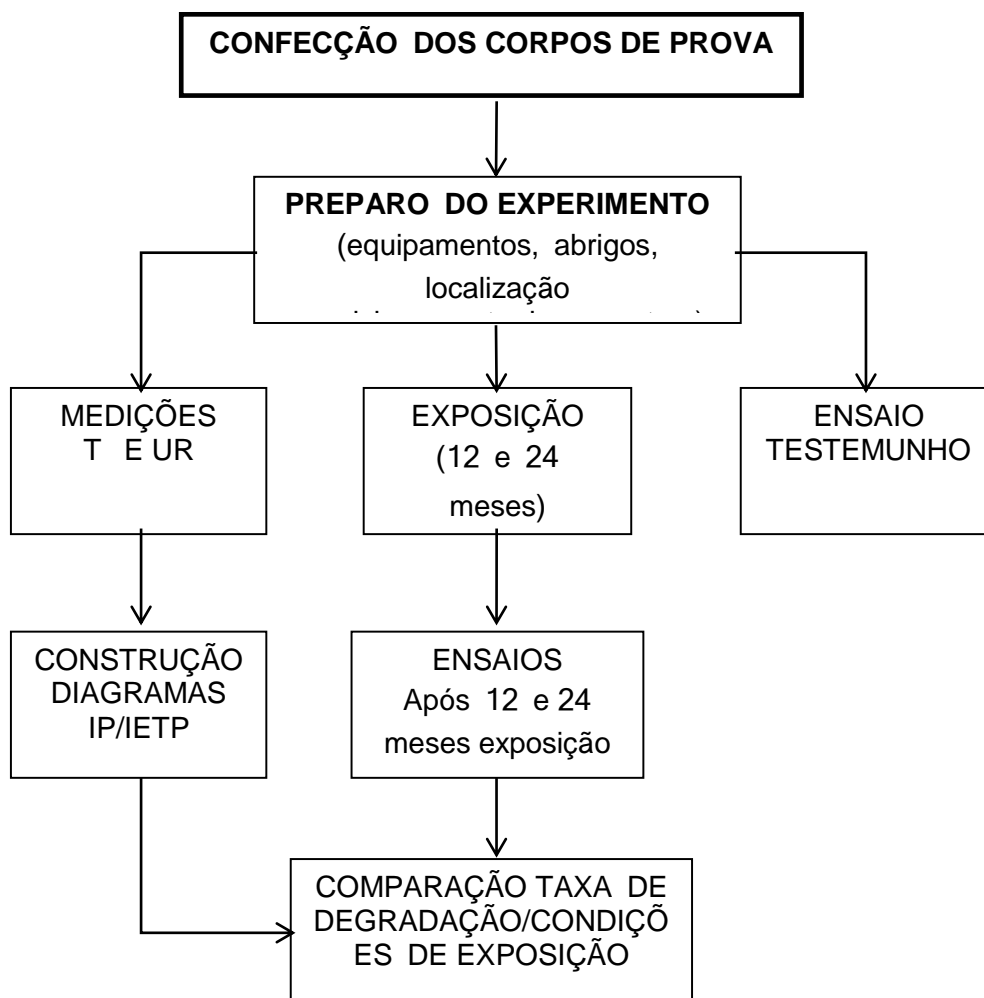 CONFECÇÃO DOS CORPOS DE PROVA
PREPARO DO EXPERIMENTO
(equipamentos, abrigos,
localização
MEDIÇÕES
T E UR
EXPOSIÇÃO
(12 e 24
meses)
ENSAIO
TESTEMUNHO
CONSTRUÇÃO
DIAGRAMAS
IP/IETP
ENSAIOS
Após 12 e 24
meses exposição
COMPARAÇÃO TAXA DE
DEGRADAÇÃO/CONDIÇÕ
ES DE EXPOSIÇÃO